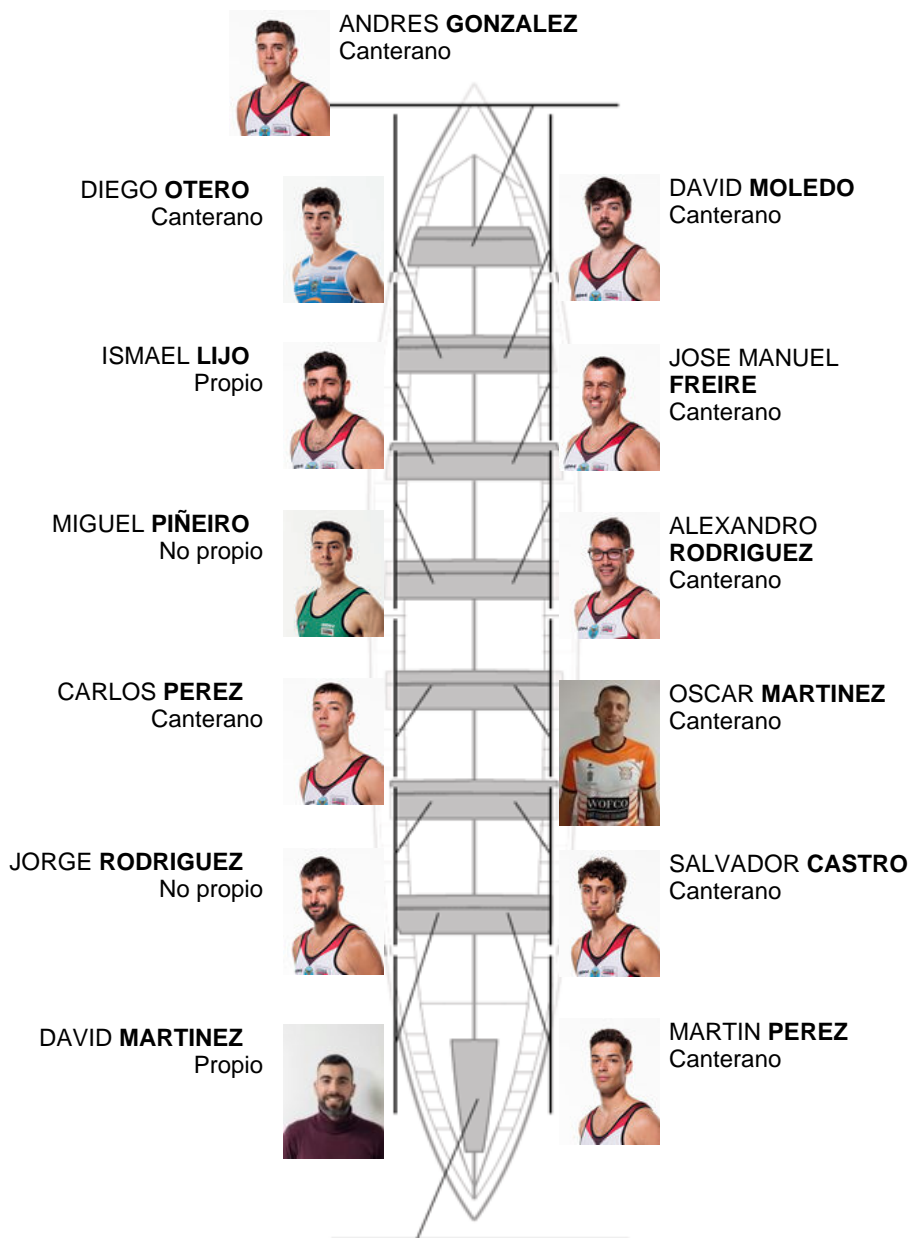 ANDRES GONZALEZ
Canterano
DIEGO OTERO
Canterano
DAVID MOLEDO
Canterano
ISMAEL LIJO
Propio
JOSE MANUEL
FREIRE
Canterano
MIGUEL PIÑEIRO
No propio
ALEXANDRO
RODRIGUEZ
Canterano
CARLOS PEREZ
Canterano
OSCAR MARTINEZ
Canterano
WOFCO
JORGE RODRIGUEZ
No propio
SALVADOR CASTRO
Canterano
DAVID MARTINEZ
Propio
MARTIN PEREZ
Canterano